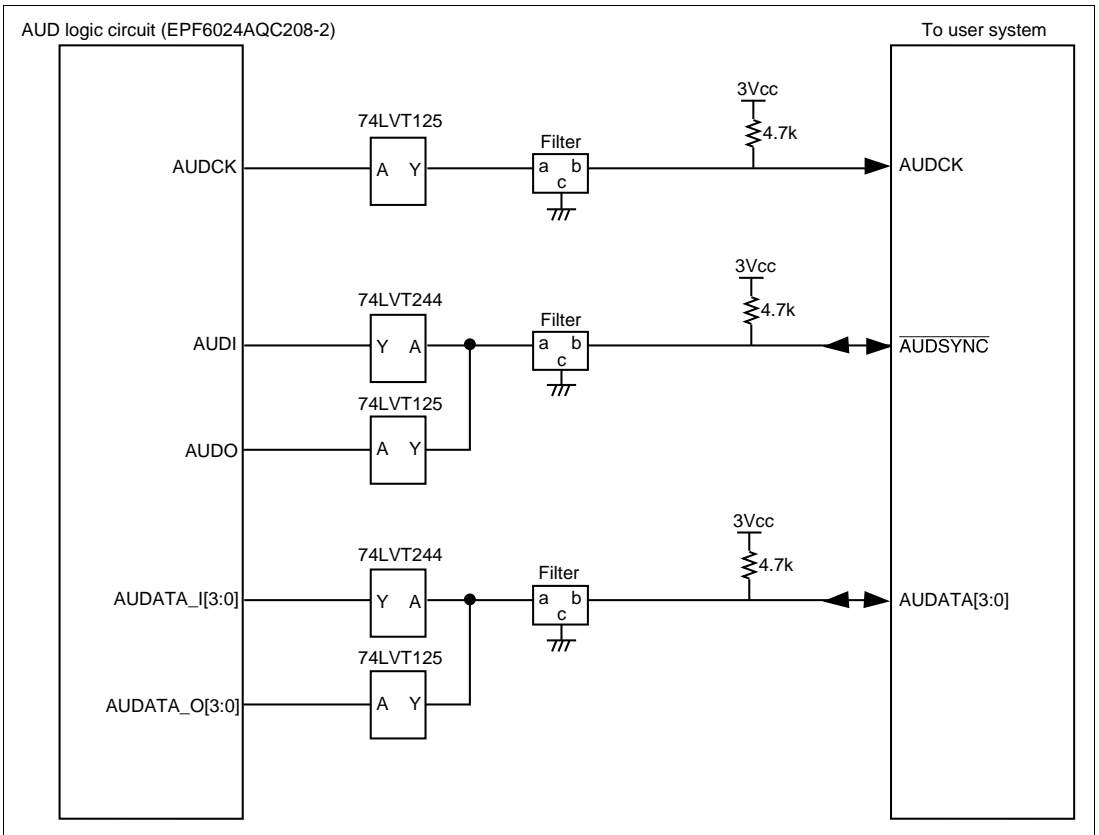 AUD logic circuit (EPF6024AQC208-2)
To user system
3Vcc
74LVT125
4.7k
Filter
AUDCK
A Y
a b
c
AUDCK
3Vcc
74LVT244
4.7k
Filter
AUDI
Y A
a b
c
AUDSYNC
74LVT125
AUDO
A Y
3Vcc
74LVT244
4.7k
Filter
AUDATA_I[3:0]
Y A
a b
c
AUDATA[3:0]
74LVT125
AUDATA_O[3:0]
A Y